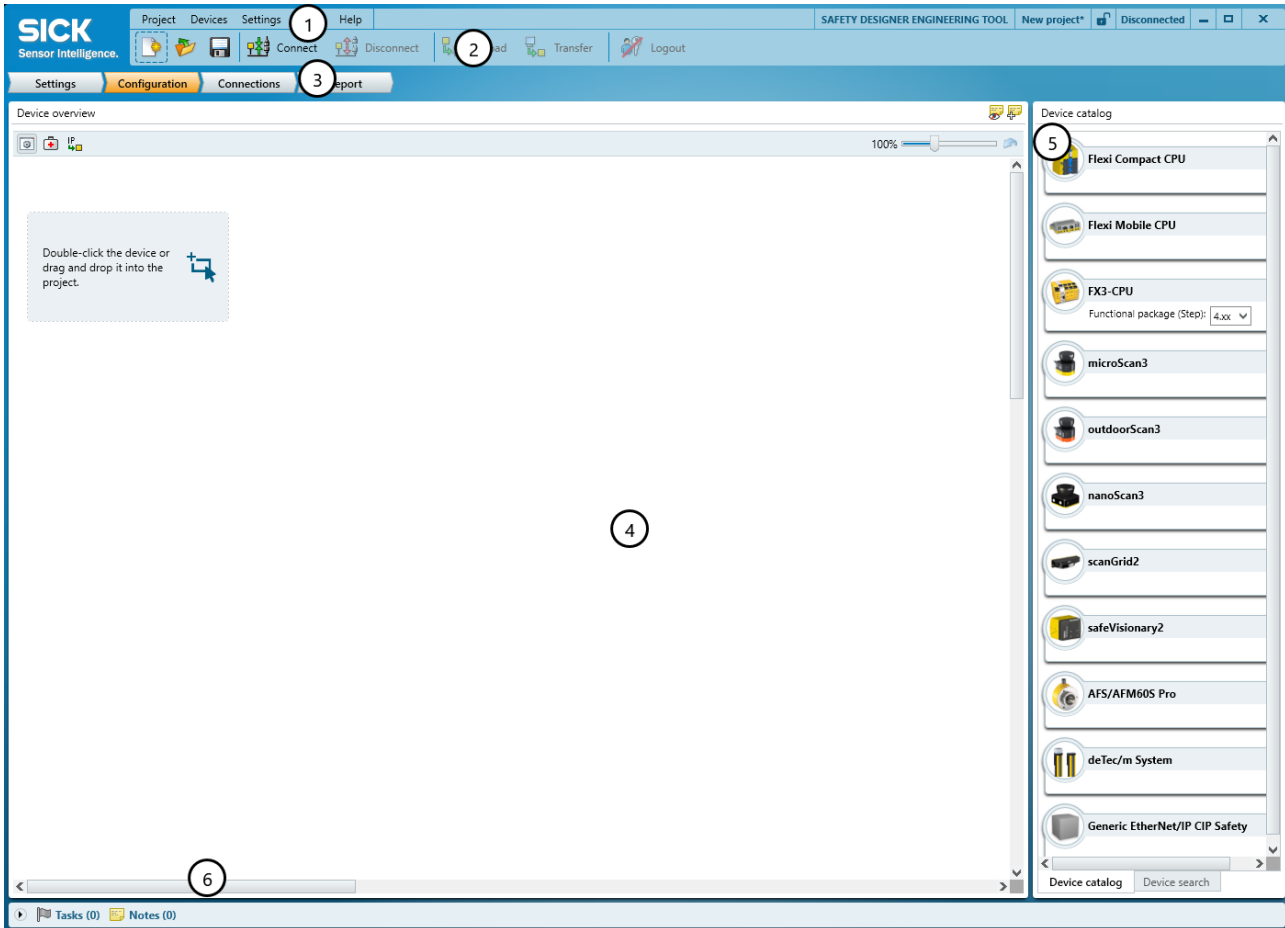 SICK
Sensor Intelligence.
Project Devices Settings 1 Help
SAFETY DESIGNER ENGINEERING TOOL New project* Disconnected
Connect Disconnect 2 Transfer Logout
Settings Configuration Connections 3
Device overview
100%
Double-click the device or
drag and drop it into the
project.
4
6
Device catalog
5
Flexi Compact CPU
Flexi Mobile CPU
FX3-CPU
Functional package (Step): 4.xx
microScan3
outdoorScan3
nanoScan3
scanGrid2
safeVisionary2
AFS/AFM60S Pro
deTec/m System
Generic EtherNet/IP CIP Safety
Device catalog Device search
Tasks (0) Notes (0)